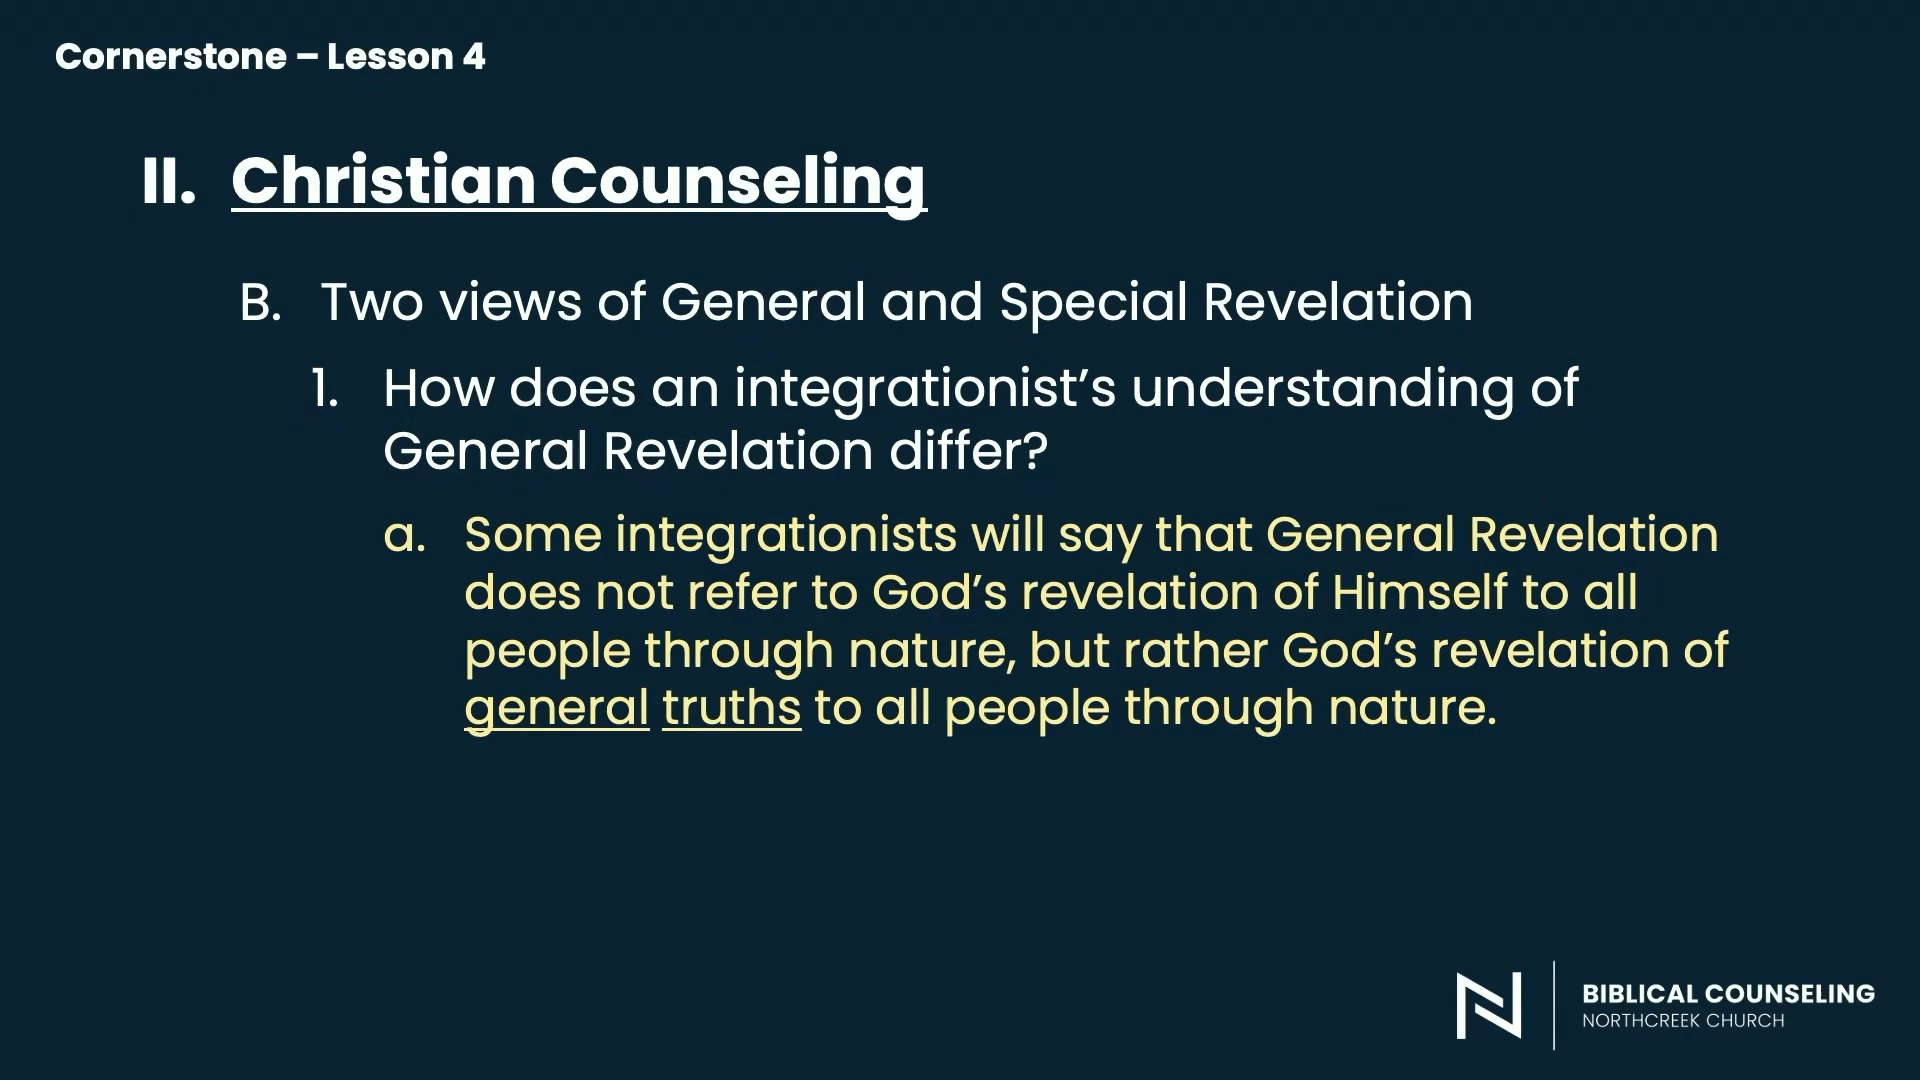 Cornerstone – Lesson 4
II. Christian Counseling
B. Two views of General and Special Revelation
1. How does an integrationist’s understanding of
General Revelation differ?
a. Some integrationists will say that General Revelation
does not refer to God’s revelation of Himself to all
people through nature, but rather God’s revelation of
general truths to all people through nature.
BIBLICAL COUNSELING
NORTHCREEK CHURCH